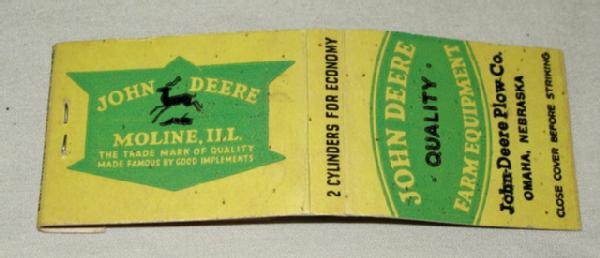 JOHN DEERE
MOLINE, ILL.
THE TRADE MARK OF QUALITY
MADE FAMOUS BY GOOD IMPLEMENTS
2 CYLINDERS FOR ECONOMY
JOHN DEERE
QUALITY
FARM EQUIPMENT
John Deere Plow Co.
OMAHA, NEBRASKA
CLOSE COVER BEFORE STRIKING